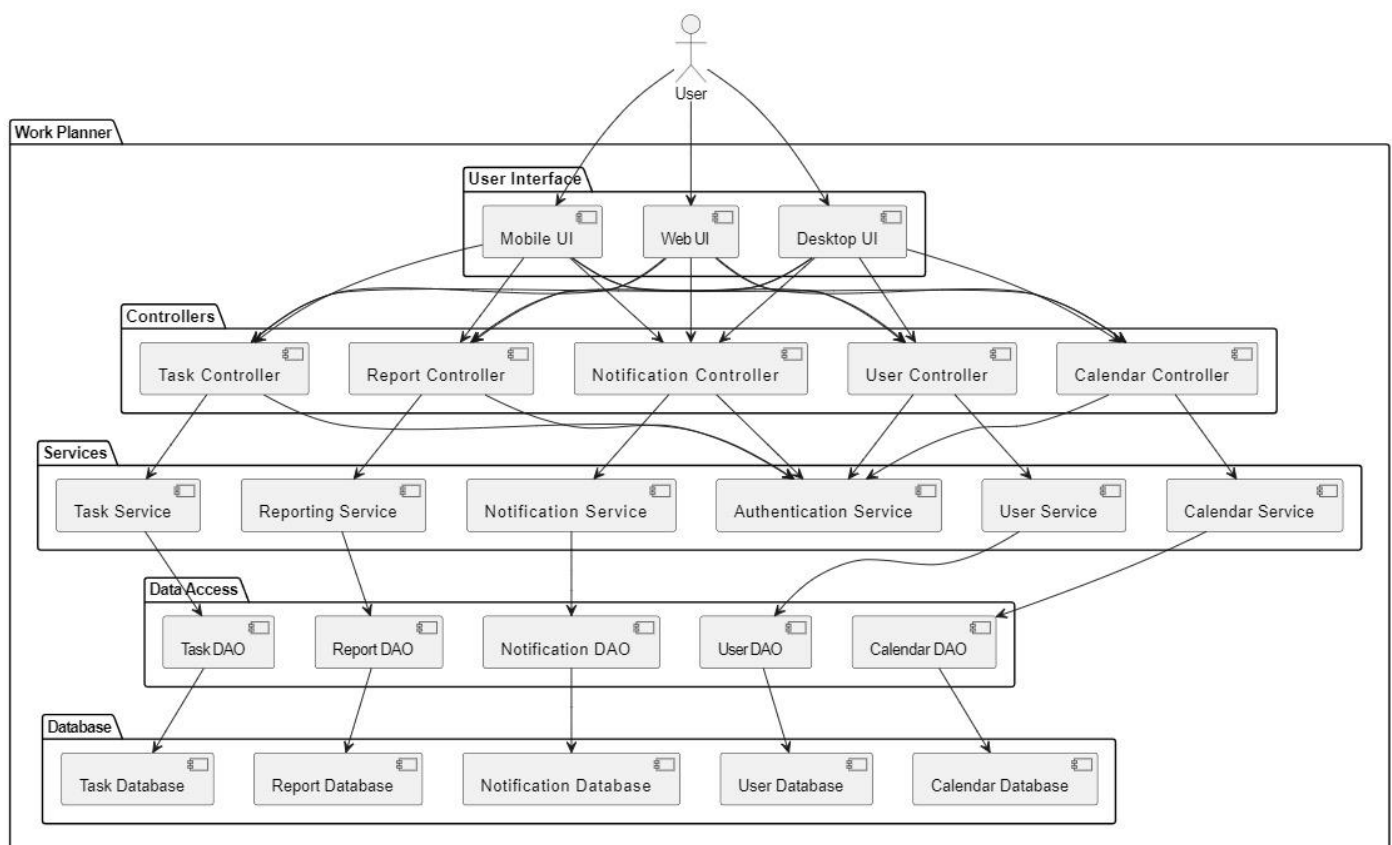 User
Work Planner
User Interface
Mobile UI
Web UI
Desktop UI
Controllers
Task Controller
Report Controller
Notification Controller
User Controller
Calendar Controller
Services
Task Service
Reporting Service
Notification Service
Authentication Service
User Service
Calendar Service
Data Access
Task DAO
Report DAO
Notification DAO
User DAO
Calendar DAO
Database
Task Database
Report Database
Notification Database
User Database
Calendar Database